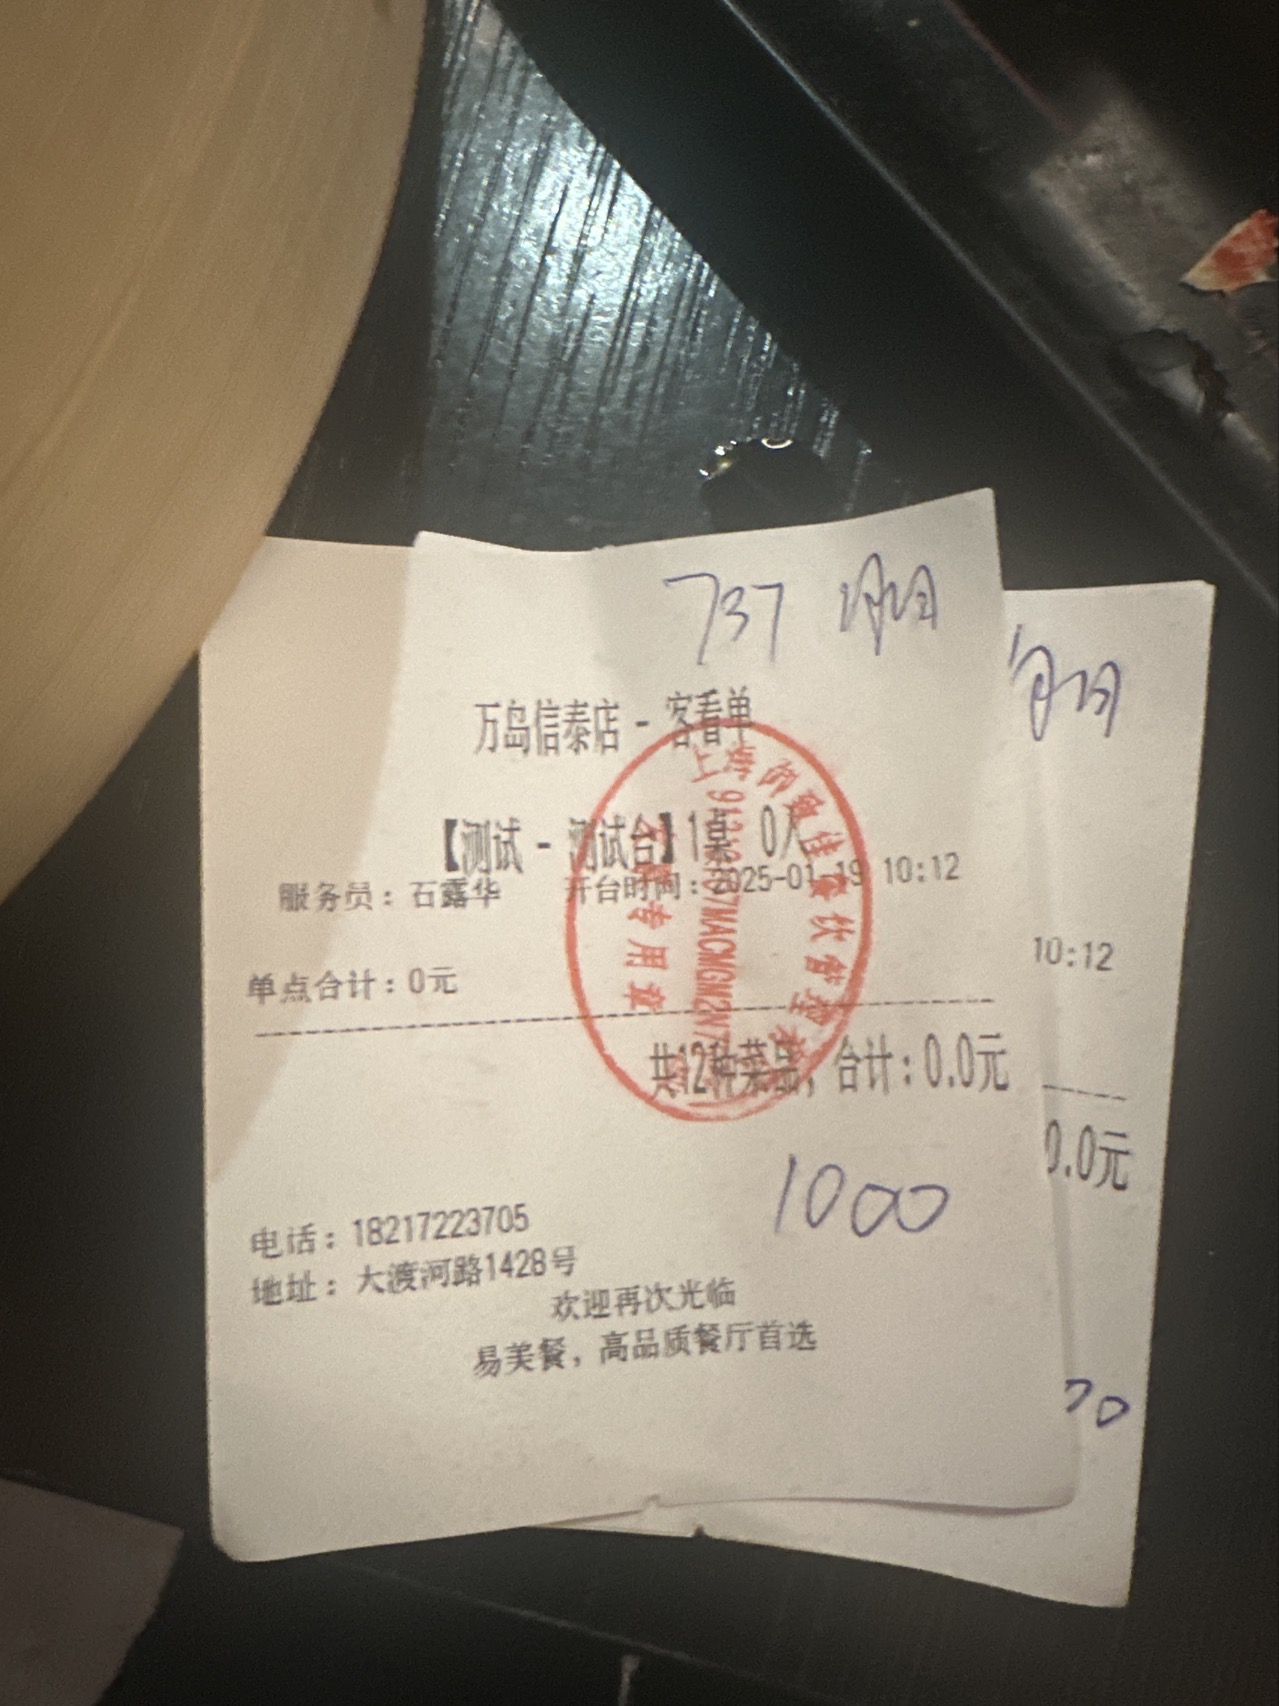 737
万岛信泰店 - 客看单
【测试 - 测试台】1桌 0人
服务员：石露华 开台时间：2025-01-19 10:12
单点合计：0元
共12种菜品，合计：0.0元
1000
电话：18217223705
地址：大渡河路1428号
欢迎再次光临
易美餐，高品质餐厅首选
10:12
0.0元
专用章